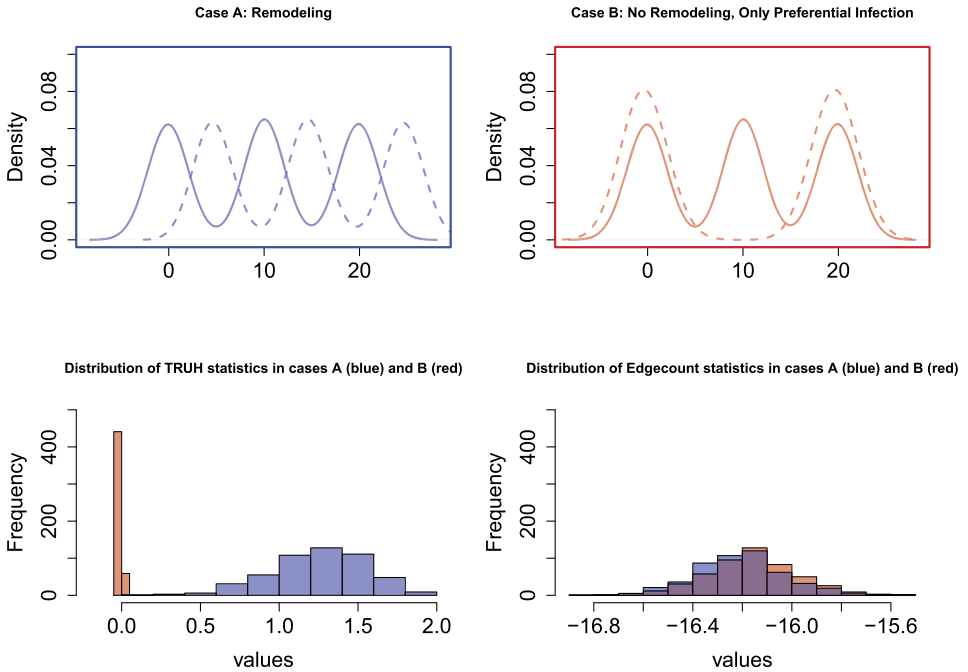 Case A: Remodeling
Case B: No Remodeling, Only Preferential Infection
Density
0.00
0.04
0.08
0
10
20
Density
0.00
0.04
0.08
0
10
20
Distribution of TRUH statistics in cases A (blue) and B (red)
Distribution of Edgecount statistics in cases A (blue) and B (red)
Frequency
0
200
400
0.0
0.5
1.0
1.5
2.0
values
Frequency
0
200
400
−16.8
−16.4
−16.0
−15.6
values